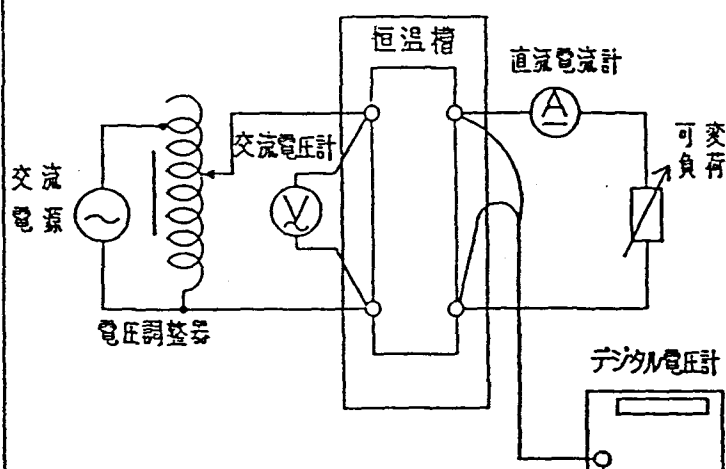 恒温槽
直流電流計
A
可変
負荷
交流電圧計
V
交流
電源
電圧調整器
デジタル電圧計